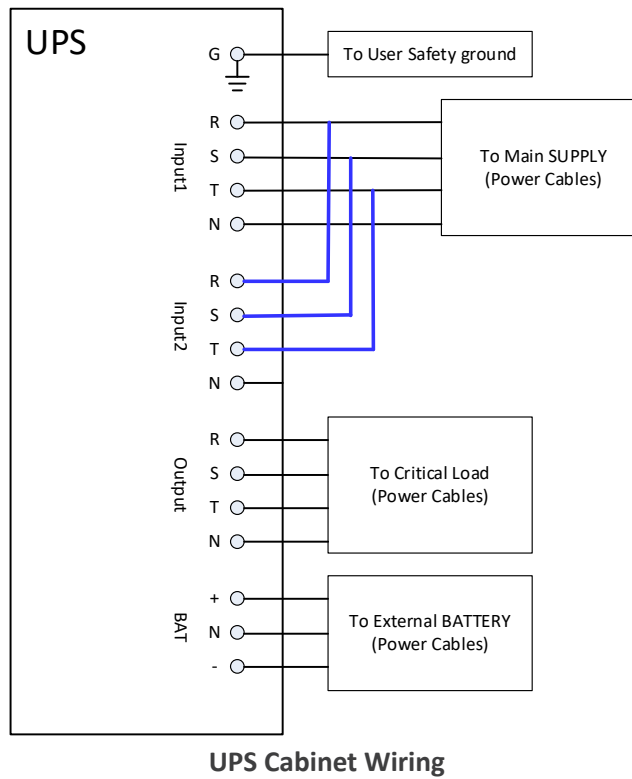 UPS
G
To User Safety ground
Input1
R
S
T
N
To Main SUPPLY
(Power Cables)
Input2
R
S
T
N
Output
R
S
T
N
To Critical Load
(Power Cables)
BAT
+
N
-
To External BATTERY
(Power Cables)
UPS Cabinet Wiring